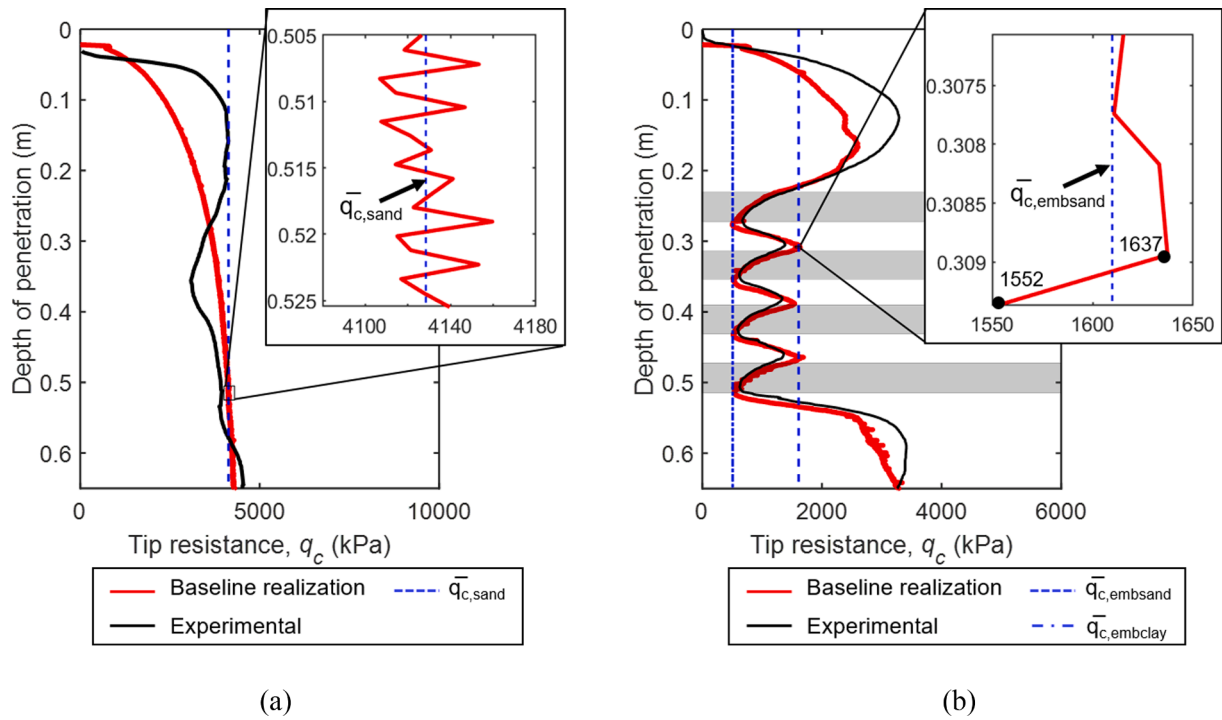 (a)
0
0.1
0.2
0.3
0.4
0.5
0.6
Depth of penetration (m)
0
5000
10000
Tip resistance, q_c (kPa)
0.505
0.51
0.515
0.52
0.525
4100
4140
4180
q̅c,sand
Baseline realization
q̅c,sand
Experimental
(a)
(b)
0
0.1
0.2
0.3
0.4
0.5
0.6
Depth of penetration (m)
0
2000
4000
6000
Tip resistance, q_c (kPa)
0.3075
0.308
0.3085
0.309
1550
1600
1650
q̅c,embsand
1637
1552
Baseline realization
q̅c,embsand
Experimental
q̅c,embclay
(b)